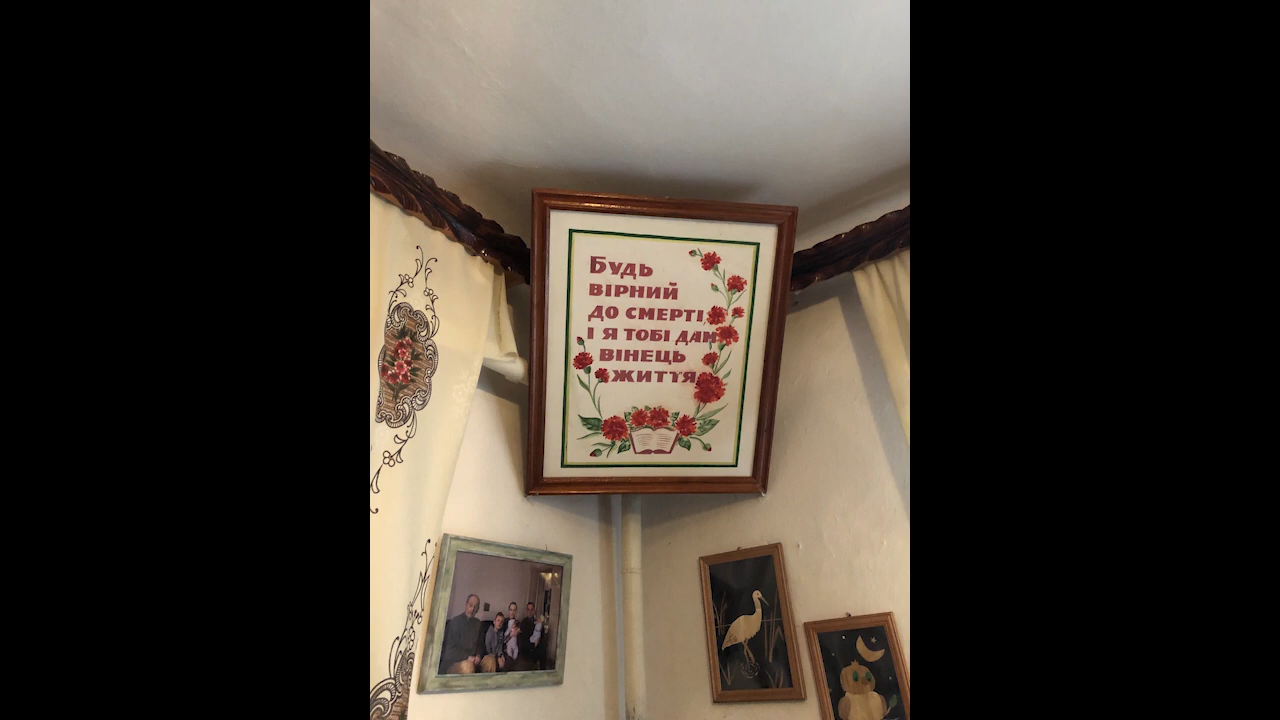 Будь
вірний
до смерті,
і я тобі дам
вінець
життя